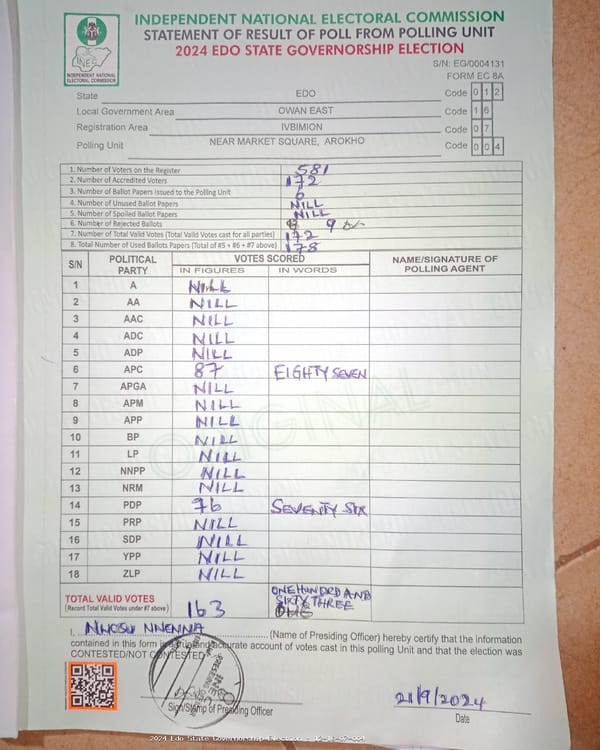 INDEPENDENT NATIONAL ELECTORAL COMMISSION
STATEMENT OF RESULT OF POLL FROM POLLING UNIT
2024 EDO STATE GOVERNORSHIP ELECTION
INEC
INDEPENDENT NATIONAL ELECTORAL COMMISSION
S/N: EG/0004131
FORM EC 8A
State EDO Code 0 1 2
Local Government Area OWAN EAST Code 1 6
Registration Area IVBIMION Code 0 7
Polling Unit NEAR MARKET SQUARE, AROKHO Code 0 0 4
1. Number of Voters on the Register 581
2. Number of Accredited Voters 172
3. Number of Ballot Papers Issued to the Polling Unit
4. Number of Unused Ballot Papers NILL
5. Number of Spoiled Ballot Papers NILL
6. Number of Rejected Ballots 9
7. Number of Total Valid Votes (Total Valid Votes cast for all parties) 172
8. Total Number of Used Ballots Papers (Total of #5 + #6 + #7 above) 178
S/N POLITICAL PARTY VOTES SCORED NAME/SIGNATURE OF POLLING AGENT
IN FIGURES IN WORDS
1 A NILL
2 AA NILL
3 AAC NILL
4 ADC NILL
5 ADP NILL
6 APC 87 EIGHTY SEVEN
7 APGA NILL
8 APM NILL
9 APP NILL
10 BP NILL
11 LP NILL
12 NNPP NILL
13 NRM NILL
14 PDP 76 SEVENTY SIX
15 PRP NILL
16 SDP NILL
17 YPP NILL
18 ZLP NILL
ORIGINAL
TOTAL VALID VOTES
(Record Total Valid Votes under #7 above) 163 ONE HUNDRD AND
SIXTY THREE
I, NWOSU NNENNA (Name of Presiding Officer) hereby certify that the information
contained in this form is a true and accurate account of votes cast in this polling Unit and that the election was
CONTESTED/NOT CONTESTED
Sign/Stamp of Presiding Officer
21/9/2024
Date